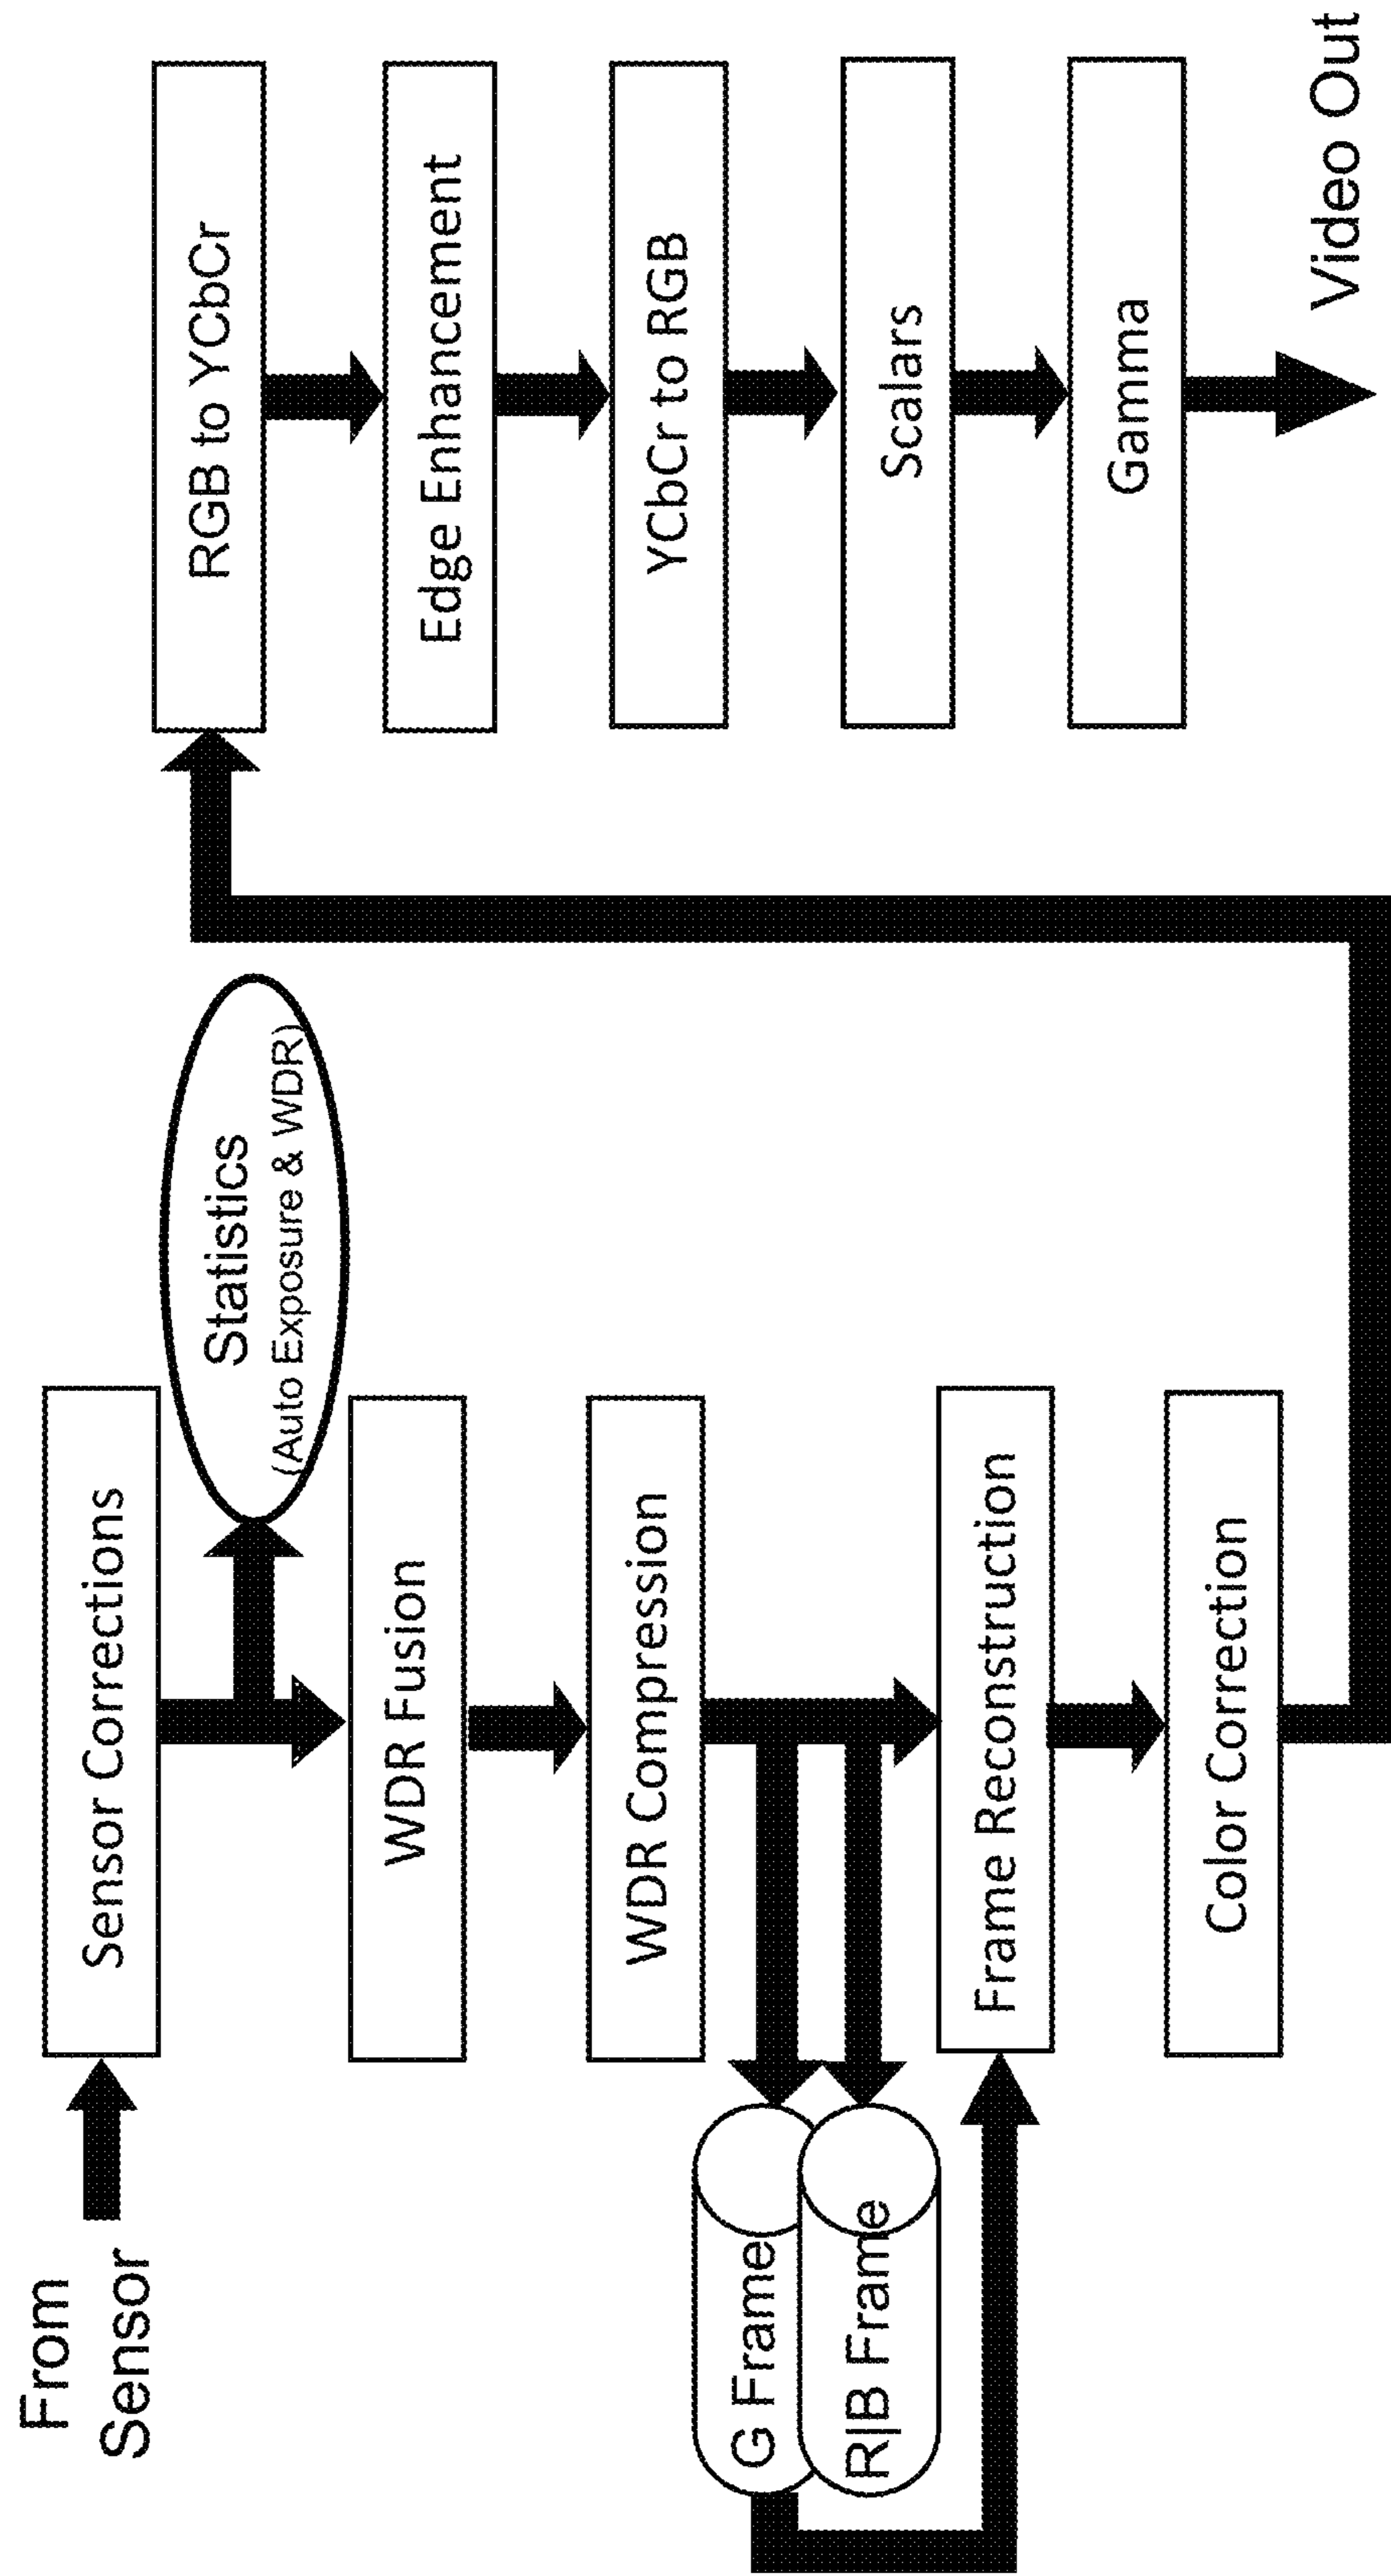 From
Sensor
Sensor Corrections
Statistics
(Auto Exposure & WDR)
WDR Fusion
WDR Compression
G Frame
R|B Frame
Frame Reconstruction
Color Correction
RGB to YCbCr
Edge Enhancement
YCbCr to RGB
Scalars
Gamma
Video Out